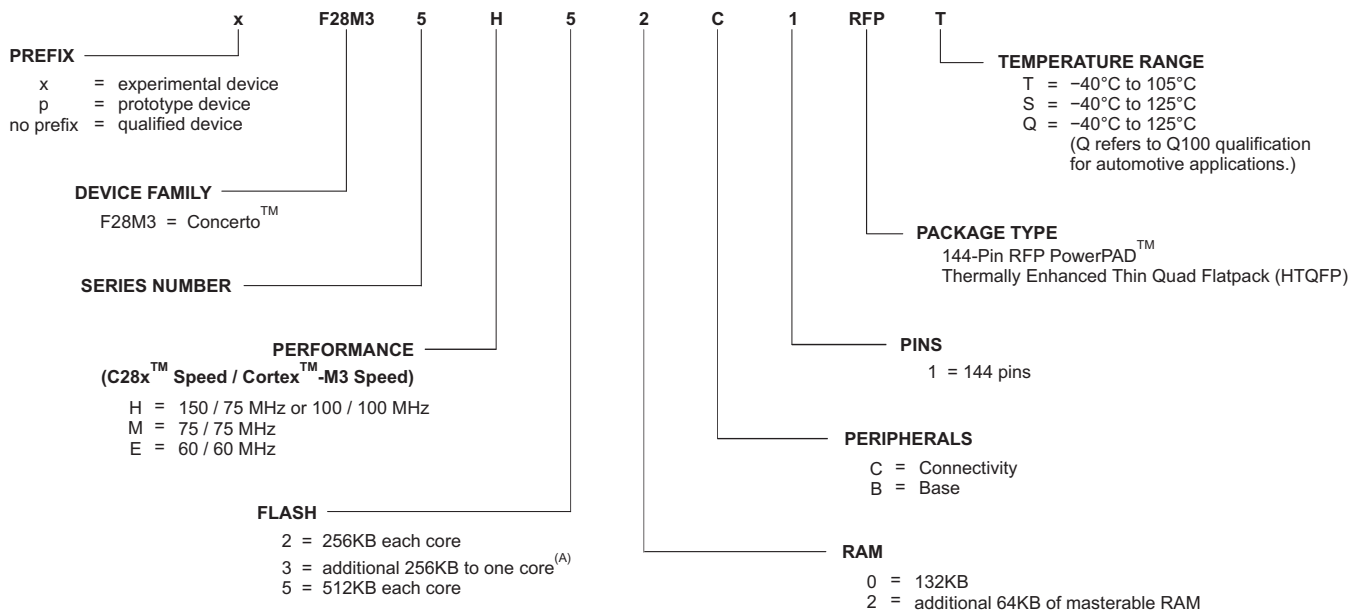 x F28M3 5 H 5 2 C 1 RFP T
PREFIX
x = experimental device
p = prototype device
no prefix = qualified device
TEMPERATURE RANGE
T = −40°C to 105°C
S = −40°C to 125°C
Q = −40°C to 125°C
(Q refers to Q100 qualification
for automotive applications.)
DEVICE FAMILY
F28M3 = Concerto™
PACKAGE TYPE
144-Pin RFP PowerPAD™
Thermally Enhanced Thin Quad Flatpack (HTQFP)
SERIES NUMBER
PERFORMANCE
(C28x™ Speed / Cortex™-M3 Speed)
H = 150 / 75 MHz or 100 / 100 MHz
M = 75 / 75 MHz
E = 60 / 60 MHz
PINS
1 = 144 pins
PERIPHERALS
C = Connectivity
B = Base
FLASH
2 = 256KB each core
3 = additional 256KB to one core(A)
5 = 512KB each core
RAM
0 = 132KB
2 = additional 64KB of masterable RAM